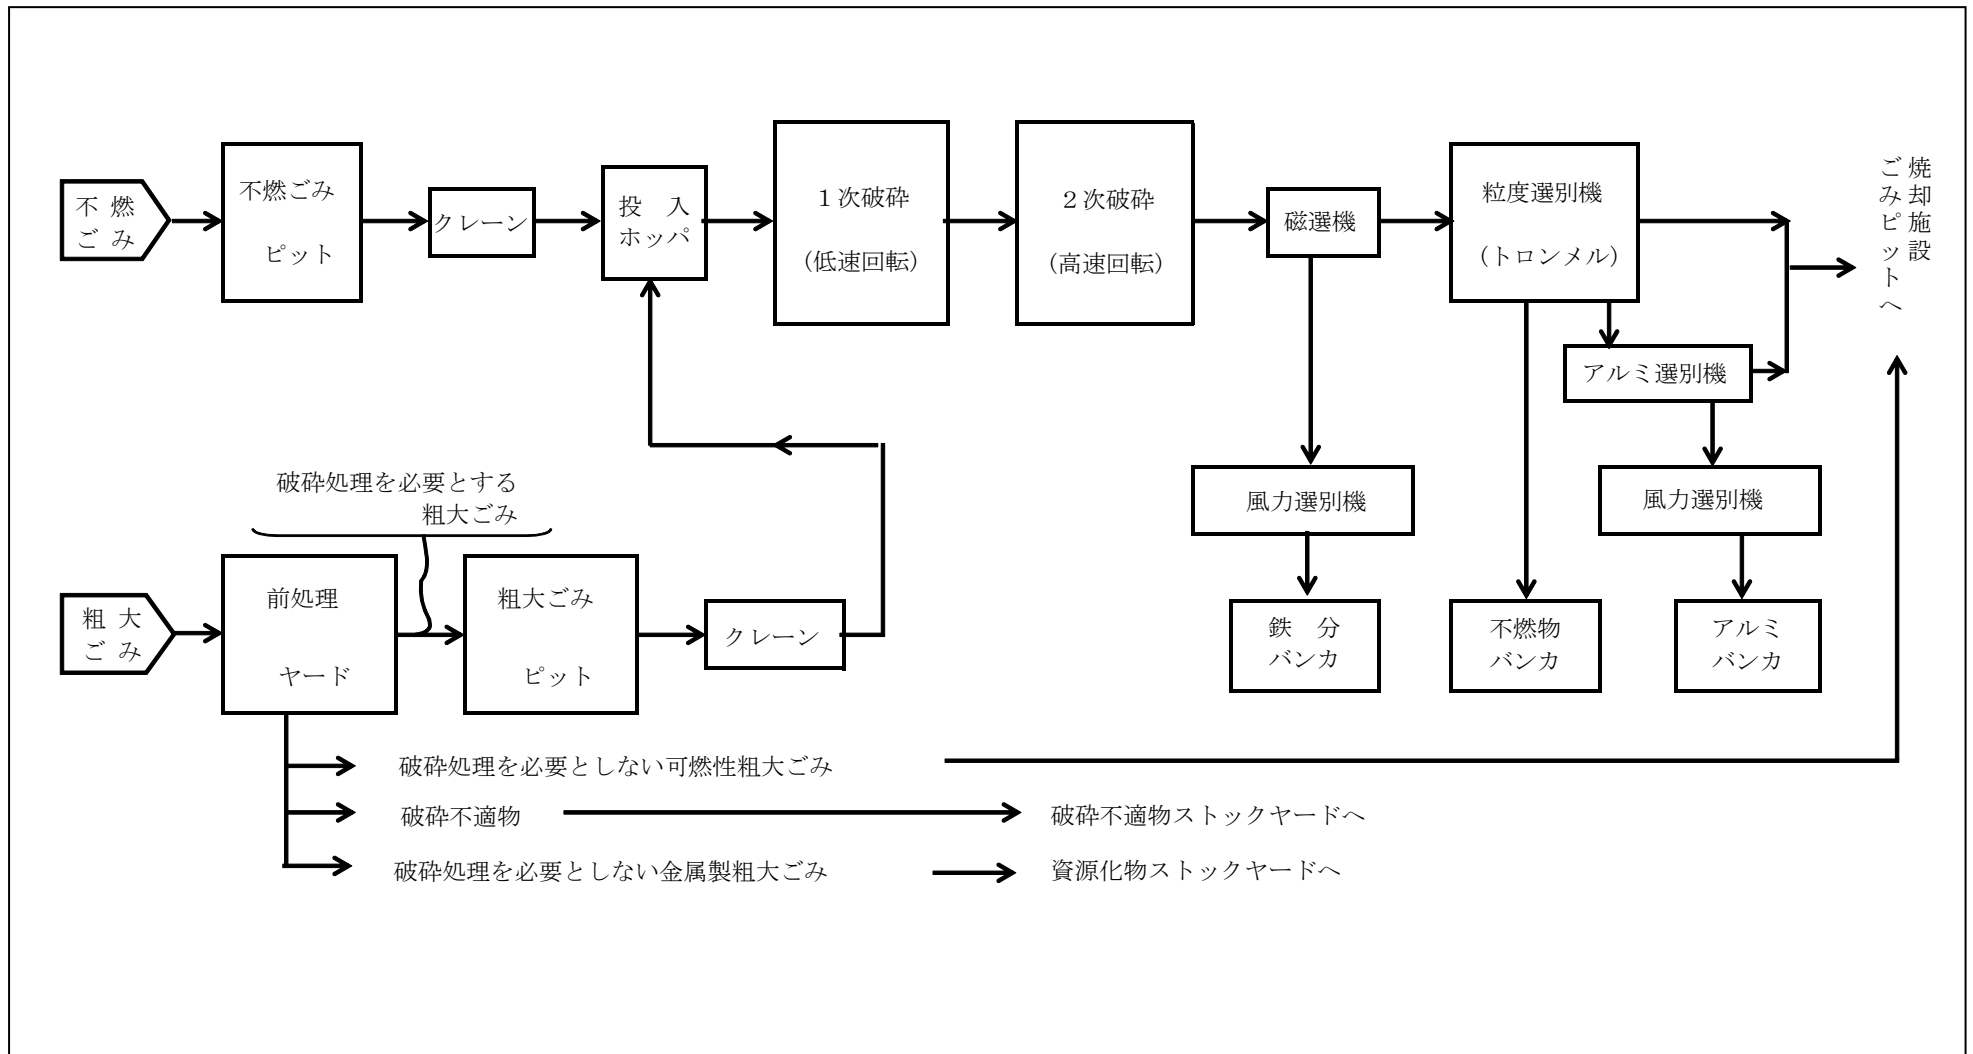 不燃
ごみ
不燃ごみ
ピット
クレーン
投　入
ホッパ
１次破砕
(低速回転)
２次破砕
(高速回転)
磁選機
粒度選別機
(トロンメル)
焼却施設
ごみピットへ
アルミ選別機
風力選別機
風力選別機
鉄　分
バンカ
不燃物
バンカ
アルミ
バンカ
破砕処理を必要とする
粗大ごみ
粗大
ごみ
前処理
ヤード
粗大ごみ
ピット
クレーン
破砕処理を必要としない可燃性粗大ごみ
破砕不適物
破砕不適物ストックヤードへ
破砕処理を必要としない金属製粗大ごみ
資源化物ストックヤードへ